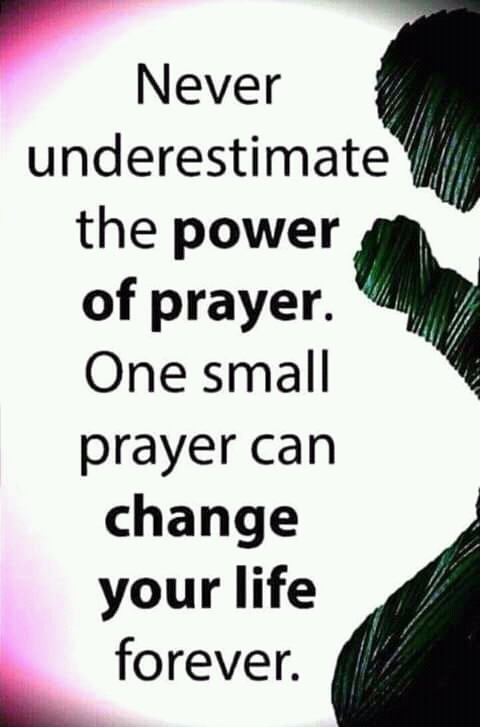 Never
underestimate
the power
of prayer.
One small
prayer can
change
your life
forever.